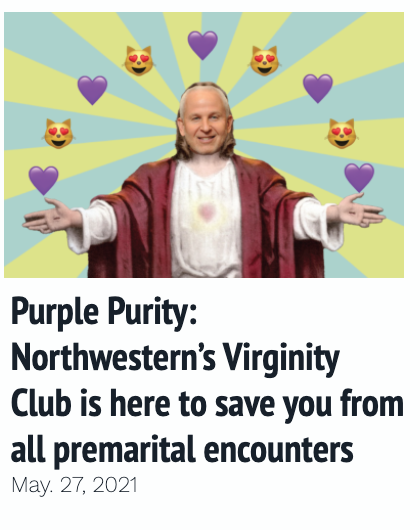 Purple Purity:
Northwestern’s Virginity
Club is here to save you from
all premarital encounters
May. 27, 2021